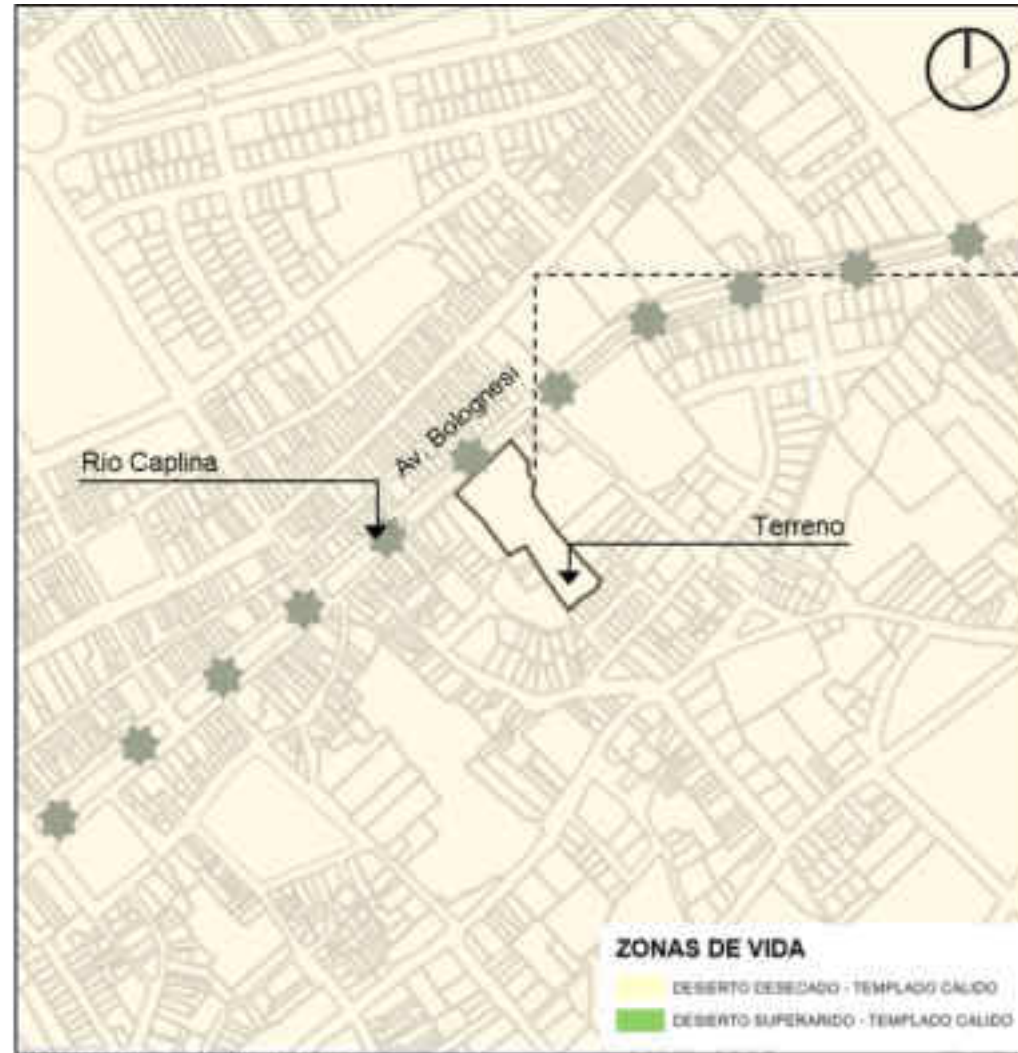 Av. Bolognesi
Rio Caplina
Terreno
ZONAS DE VIDA
DESIERTO DESECADO - TEMPLADO CALIDO
DESIERTO SUPERARIDO - TEMPLADO CALIDO